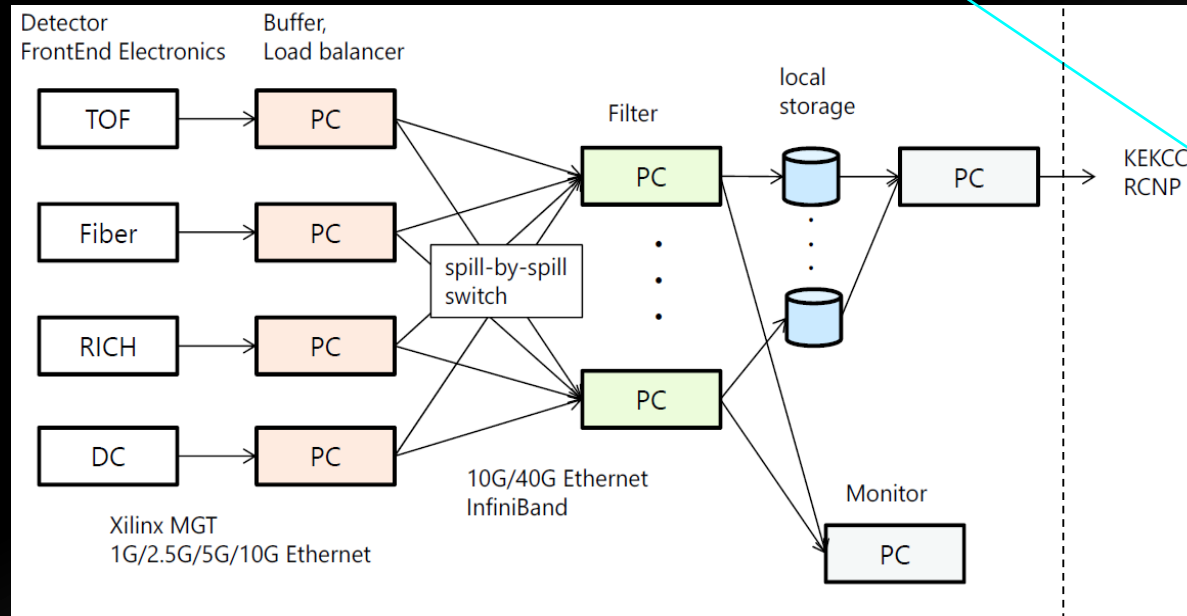 Detector
FrontEnd Electronics
Buffer,
Load balancer
TOF
PC
Fiber
PC
RICH
PC
DC
PC
Xilinx MGT
1G/2.5G/5G/10G Ethernet
spill-by-spill
switch
10G/40G Ethernet
InfiniBand
Filter
PC
PC
local
storage
PC
Monitor
PC
KEKCC
RCNP